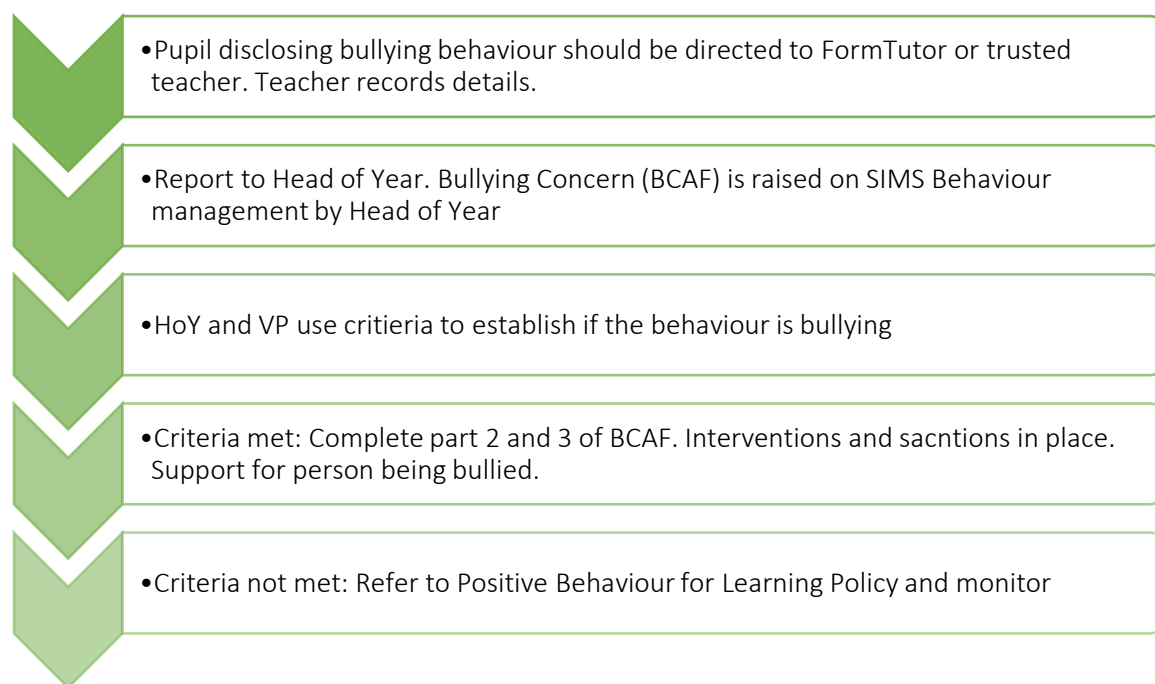 •Pupil disclosing bullying behaviour should be directed to FormTutor or trusted
teacher. Teacher records details.
•Report to Head of Year. Bullying Concern (BCAF) is raised on SIMS Behaviour
management by Head of Year
•HoY and VP use critieria to establish if the behaviour is bullying
•Criteria met: Complete part 2 and 3 of BCAF. Interventions and sacntions in place.
Support for person being bullied.
•Criteria not met: Refer to Positive Behaviour for Learning Policy and monitor